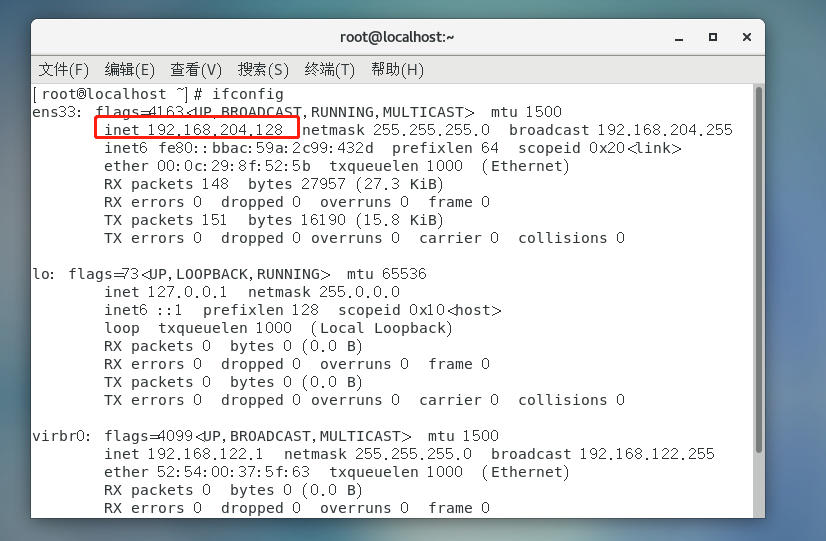 root@localhost:~
文件(F) 编辑(E) 查看(V) 搜索(S) 终端(T) 帮助(H)
[root@localhost ~]# ifconfig
ens33: flags=4163<UP,BROADCAST,RUNNING,MULTICAST>  mtu 1500
        inet 192.168.204.128  netmask 255.255.255.0  broadcast 192.168.204.255
        inet6 fe80::bbac:59a:2c99:432d  prefixlen 64  scopeid 0x20<link>
        ether 00:0c:29:8f:52:5b  txqueuelen 1000  (Ethernet)
        RX packets 148  bytes 27957 (27.3 KiB)
        RX errors 0  dropped 0  overruns 0  frame 0
        TX packets 151  bytes 16190 (15.8 KiB)
        TX errors 0  dropped 0 overruns 0  carrier 0  collisions 0
lo: flags=73<UP,LOOPBACK,RUNNING>  mtu 65536
        inet 127.0.0.1  netmask 255.0.0.0
        inet6 ::1  prefixlen 128  scopeid 0x10<host>
        loop  txqueuelen 1000  (Local Loopback)
        RX packets 0  bytes 0 (0.0 B)
        RX errors 0  dropped 0  overruns 0  frame 0
        TX packets 0  bytes 0 (0.0 B)
        TX errors 0  dropped 0 overruns 0  carrier 0  collisions 0
virbr0: flags=4099<UP,BROADCAST,MULTICAST>  mtu 1500
        inet 192.168.122.1  netmask 255.255.255.0  broadcast 192.168.122.255
        ether 52:54:00:37:5f:63  txqueuelen 1000  (Ethernet)
        RX packets 0  bytes 0 (0.0 B)
        RX errors 0  dropped 0  overruns 0  frame 0